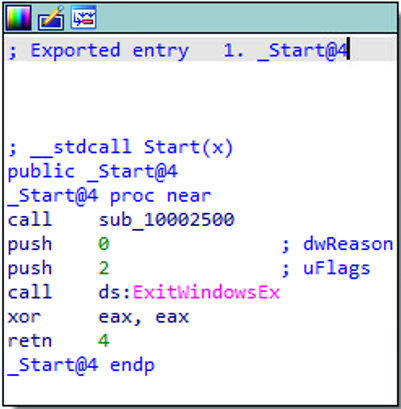 ; Exported entry   1. _Start@4
; __stdcall Start(x)
public _Start@4
_Start@4 proc near
call    sub_10002500
push    0               ; dwReason
push    2               ; uFlags
call    ds:ExitWindowsEx
xor     eax, eax
retn    4
_Start@4 endp